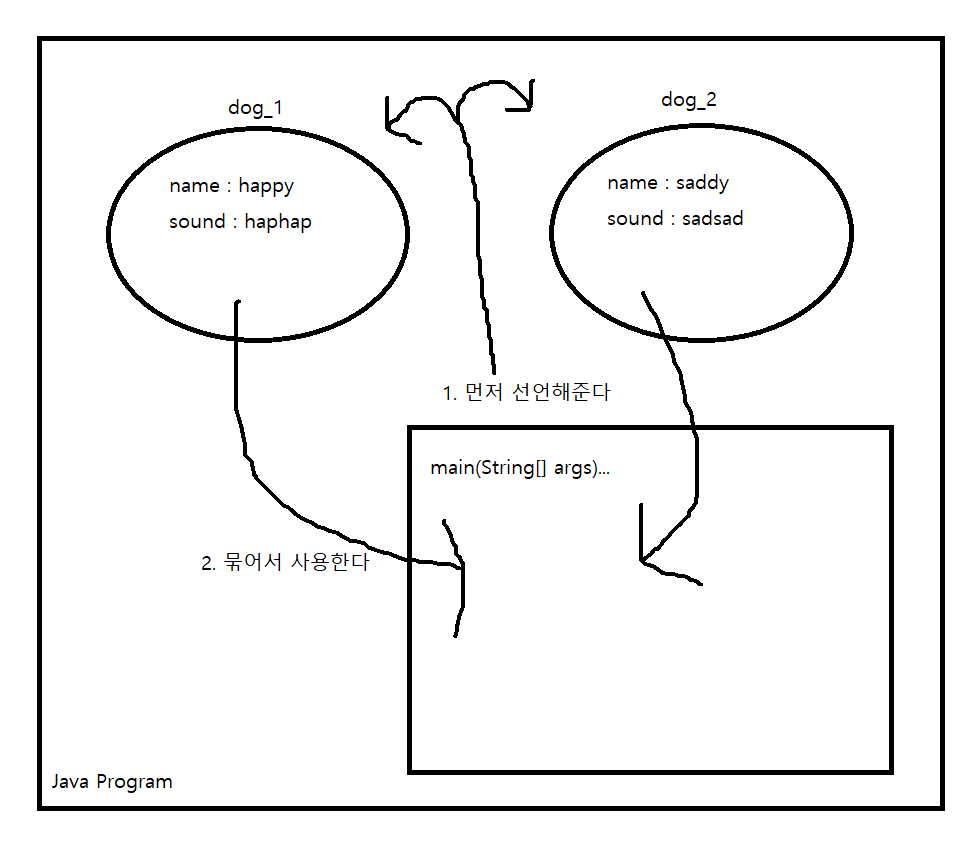 dog_1
name : happy
sound : haphap
dog_2
name : saddy
sound : sadsad
1. 먼저 선언해준다
main(String[] args)...
2. 묶어서 사용한다
Java Program